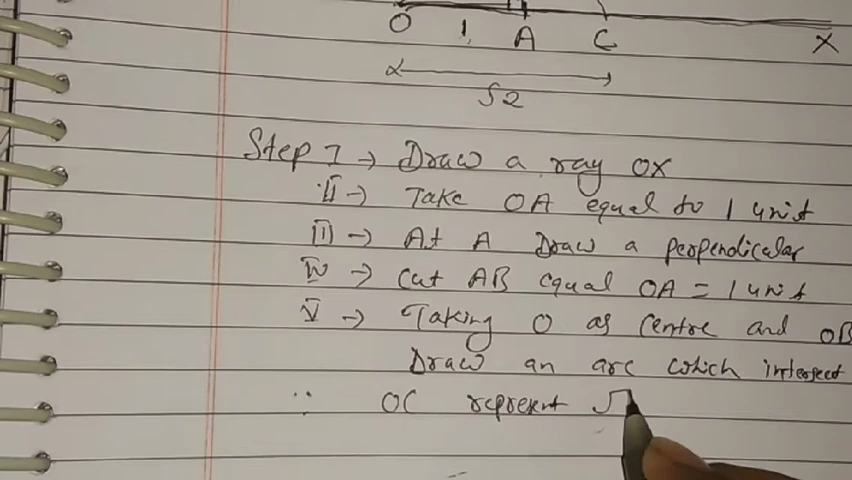 O 1 A C X
√2
Step I → Draw a ray OX
II → Take OA equal to 1 unit
III → At A Draw a perpendicular
IV → Cut AB equal OA = 1 unit
V → Taking O as Centre and OB
Draw an arc which intersect
∴ OC represent √